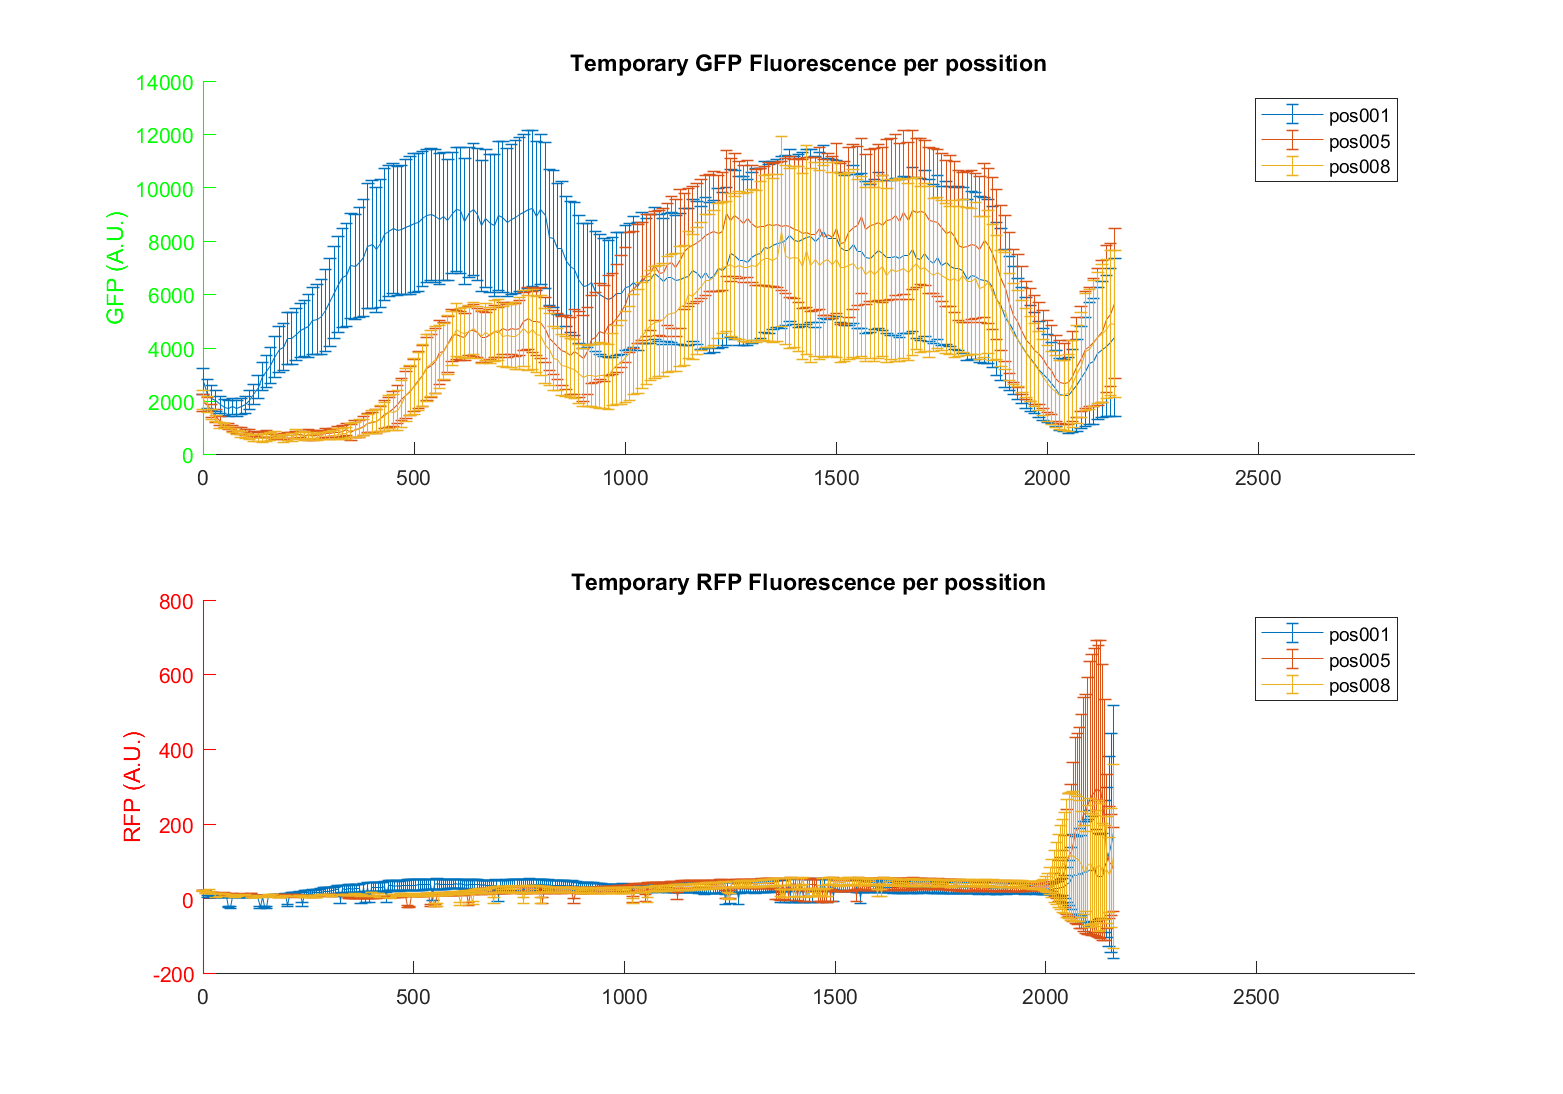 Temporary GFP Fluorescence per possition
GFP (A.U.)
14000
12000
10000
8000
6000
4000
2000
0
0 500 1000 1500 2000 2500
pos001
pos005
pos008
Temporary RFP Fluorescence per possition
RFP (A.U.)
800
600
400
200
0
-200
0 500 1000 1500 2000 2500
pos001
pos005
pos008